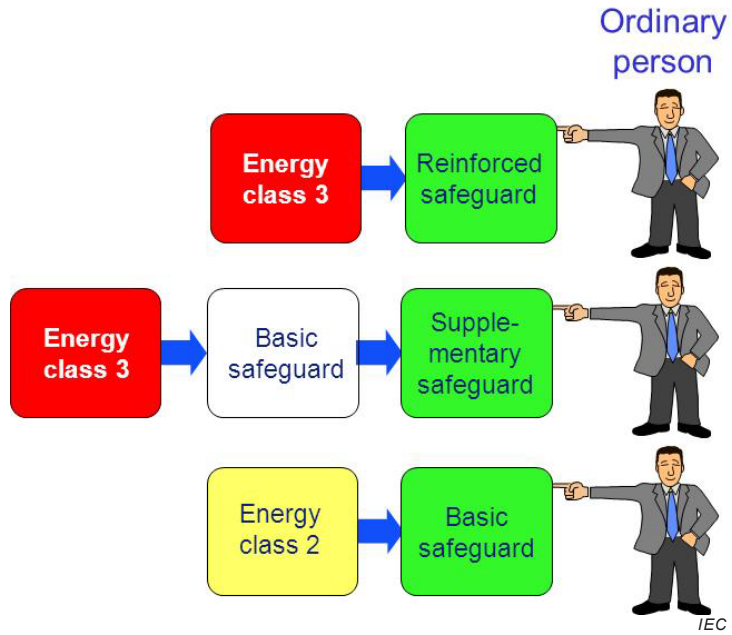 Ordinary
person
Energy
class 3
Reinforced
safeguard
Energy
class 3
Basic
safeguard
Supple-
mentary
safeguard
Energy
class 2
Basic
safeguard
IEC